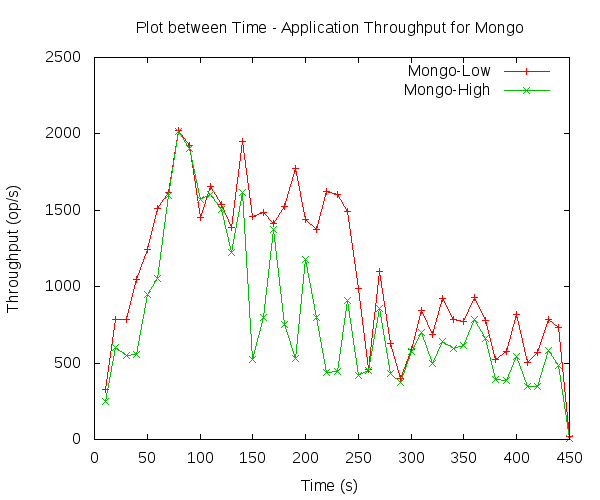 Plot between Time - Application Throughput for Mongo
2500
2000
1500
1000
500
0
Throughput (op/s)
Mongo-Low
Mongo-High
0 50 100 150 200 250 300 350 400 450
Time (s)